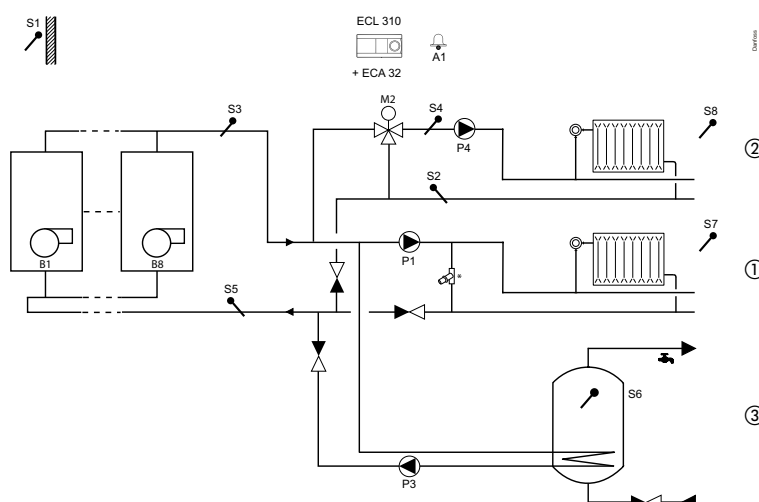 ECL 310
S1
A1
+ ECA 32
Danfoss
M2
S3
S4
S8
P4
②
S2
S7
B1
B8
P1
*
①
S5
S6
③
P3